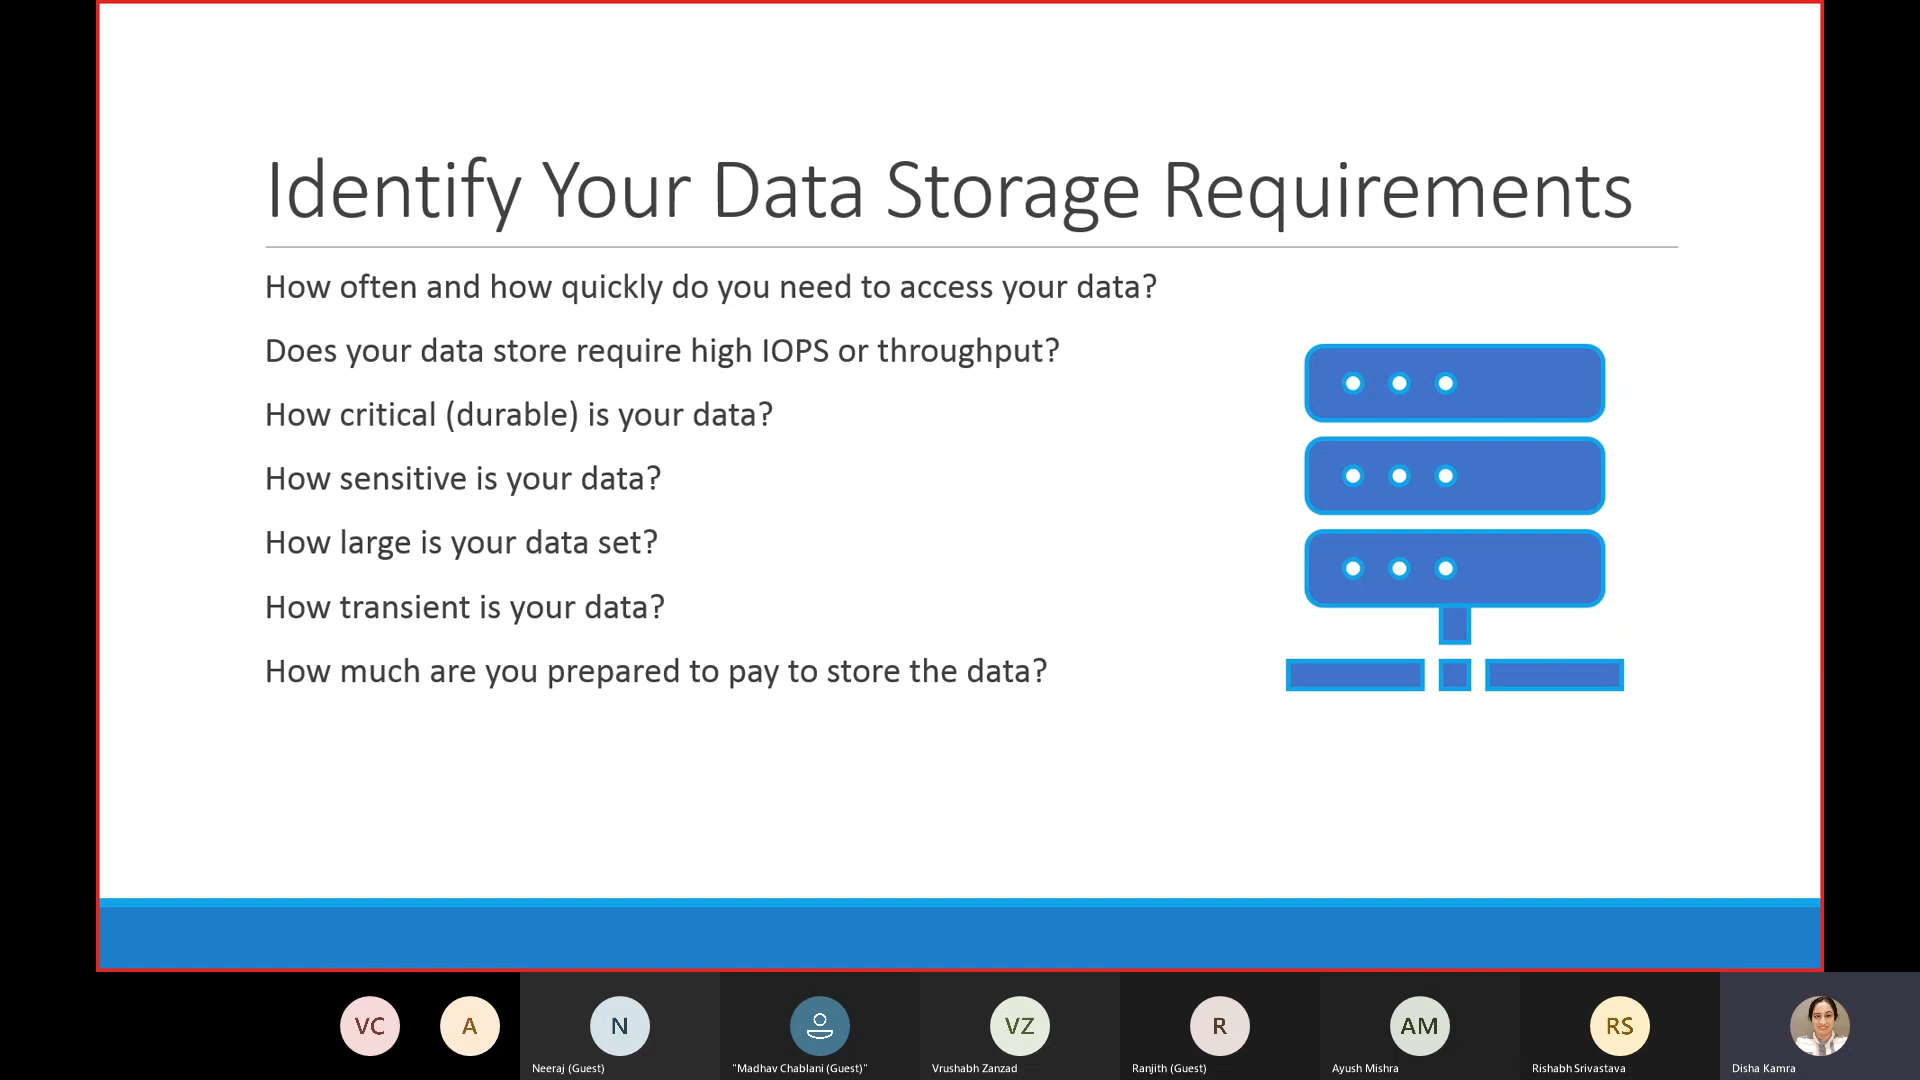 Identify Your Data Storage Requirements
How often and how quickly do you need to access your data?
Does your data store require high IOPS or throughput?
How critical (durable) is your data?
How sensitive is your data?
How large is your data set?
How transient is your data?
How much are you prepared to pay to store the data?
VC
A
N
VZ
R
AM
RS
Neeraj (Guest)
"Madhav Chablani (Guest)"
Vrushabh Zanzad
Ranjith (Guest)
Ayush Mishra
Rishabh Srivastava
Disha Kamra